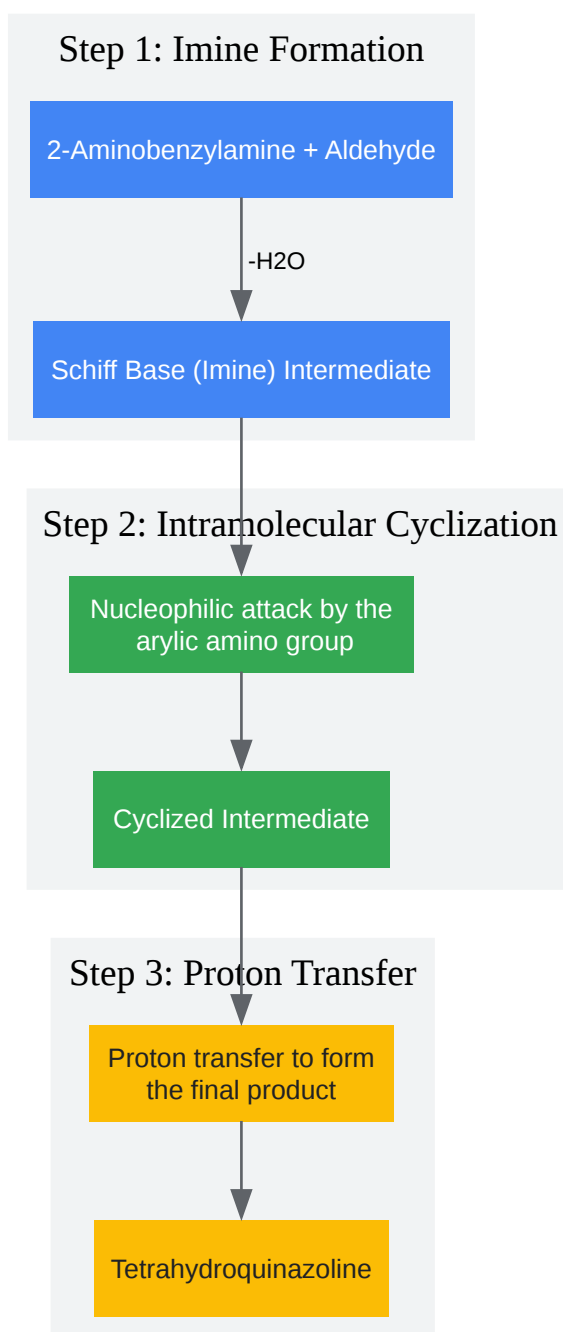 Step 1: Imine Formation
2-Aminobenzylamine + Aldehyde
-H2O
Schiff Base (Imine) Intermediate
Step 2: Intramolecular Cyclization
Nucleophilic attack by the
arylic amino group
Cyclized Intermediate
Step 3: Proton Transfer
Proton transfer to form
the final product
Tetrahydroquinazoline